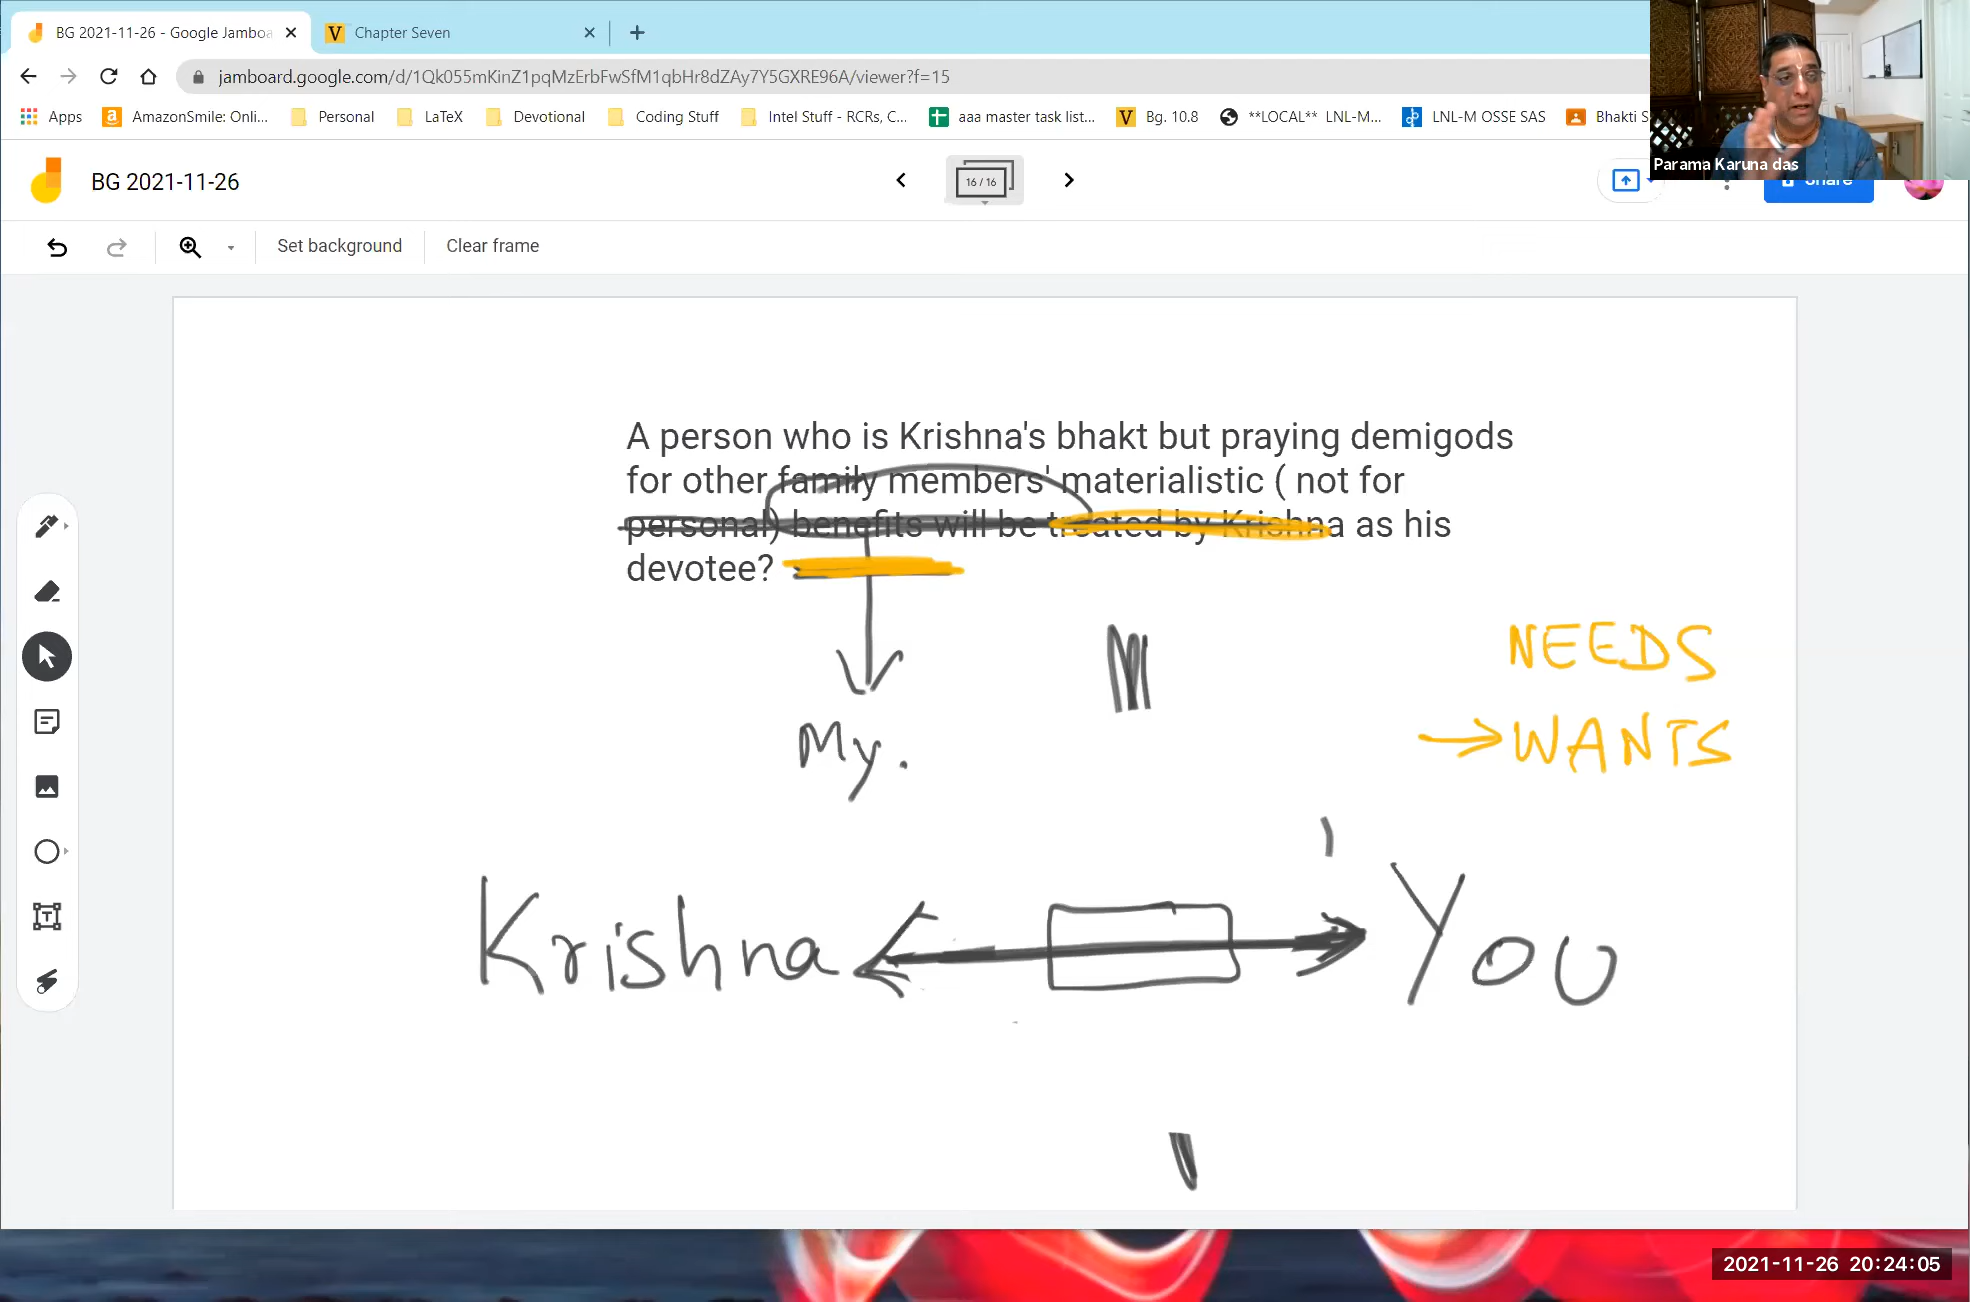 BG 2021-11-26 - Google Jamboa
Chapter Seven
jamboard.google.com/d/1Qk055mKinZ1pqMzErbFwSfM1qbHr8dZAy7Y5GXRE96A/viewer?f=15
Apps AmazonSmile: Onli... Personal LaTeX Devotional Coding Stuff Intel Stuff - RCRs, C... aaa master task list... Bg. 10.8 **LOCAL** LNL-M... LNL-M OSSE SAS Bhakti S
Parama Karuna das
BG 2021-11-26
16 / 16
Share
Set background Clear frame
A person who is Krishna's bhakt but praying demigods
for other family members' materialistic ( not for
personal) benefits will be treated by Krishna as his
devotee?
NEEDS
→ WANTS
My.
Krishna
You
2021-11-26 20:24:05